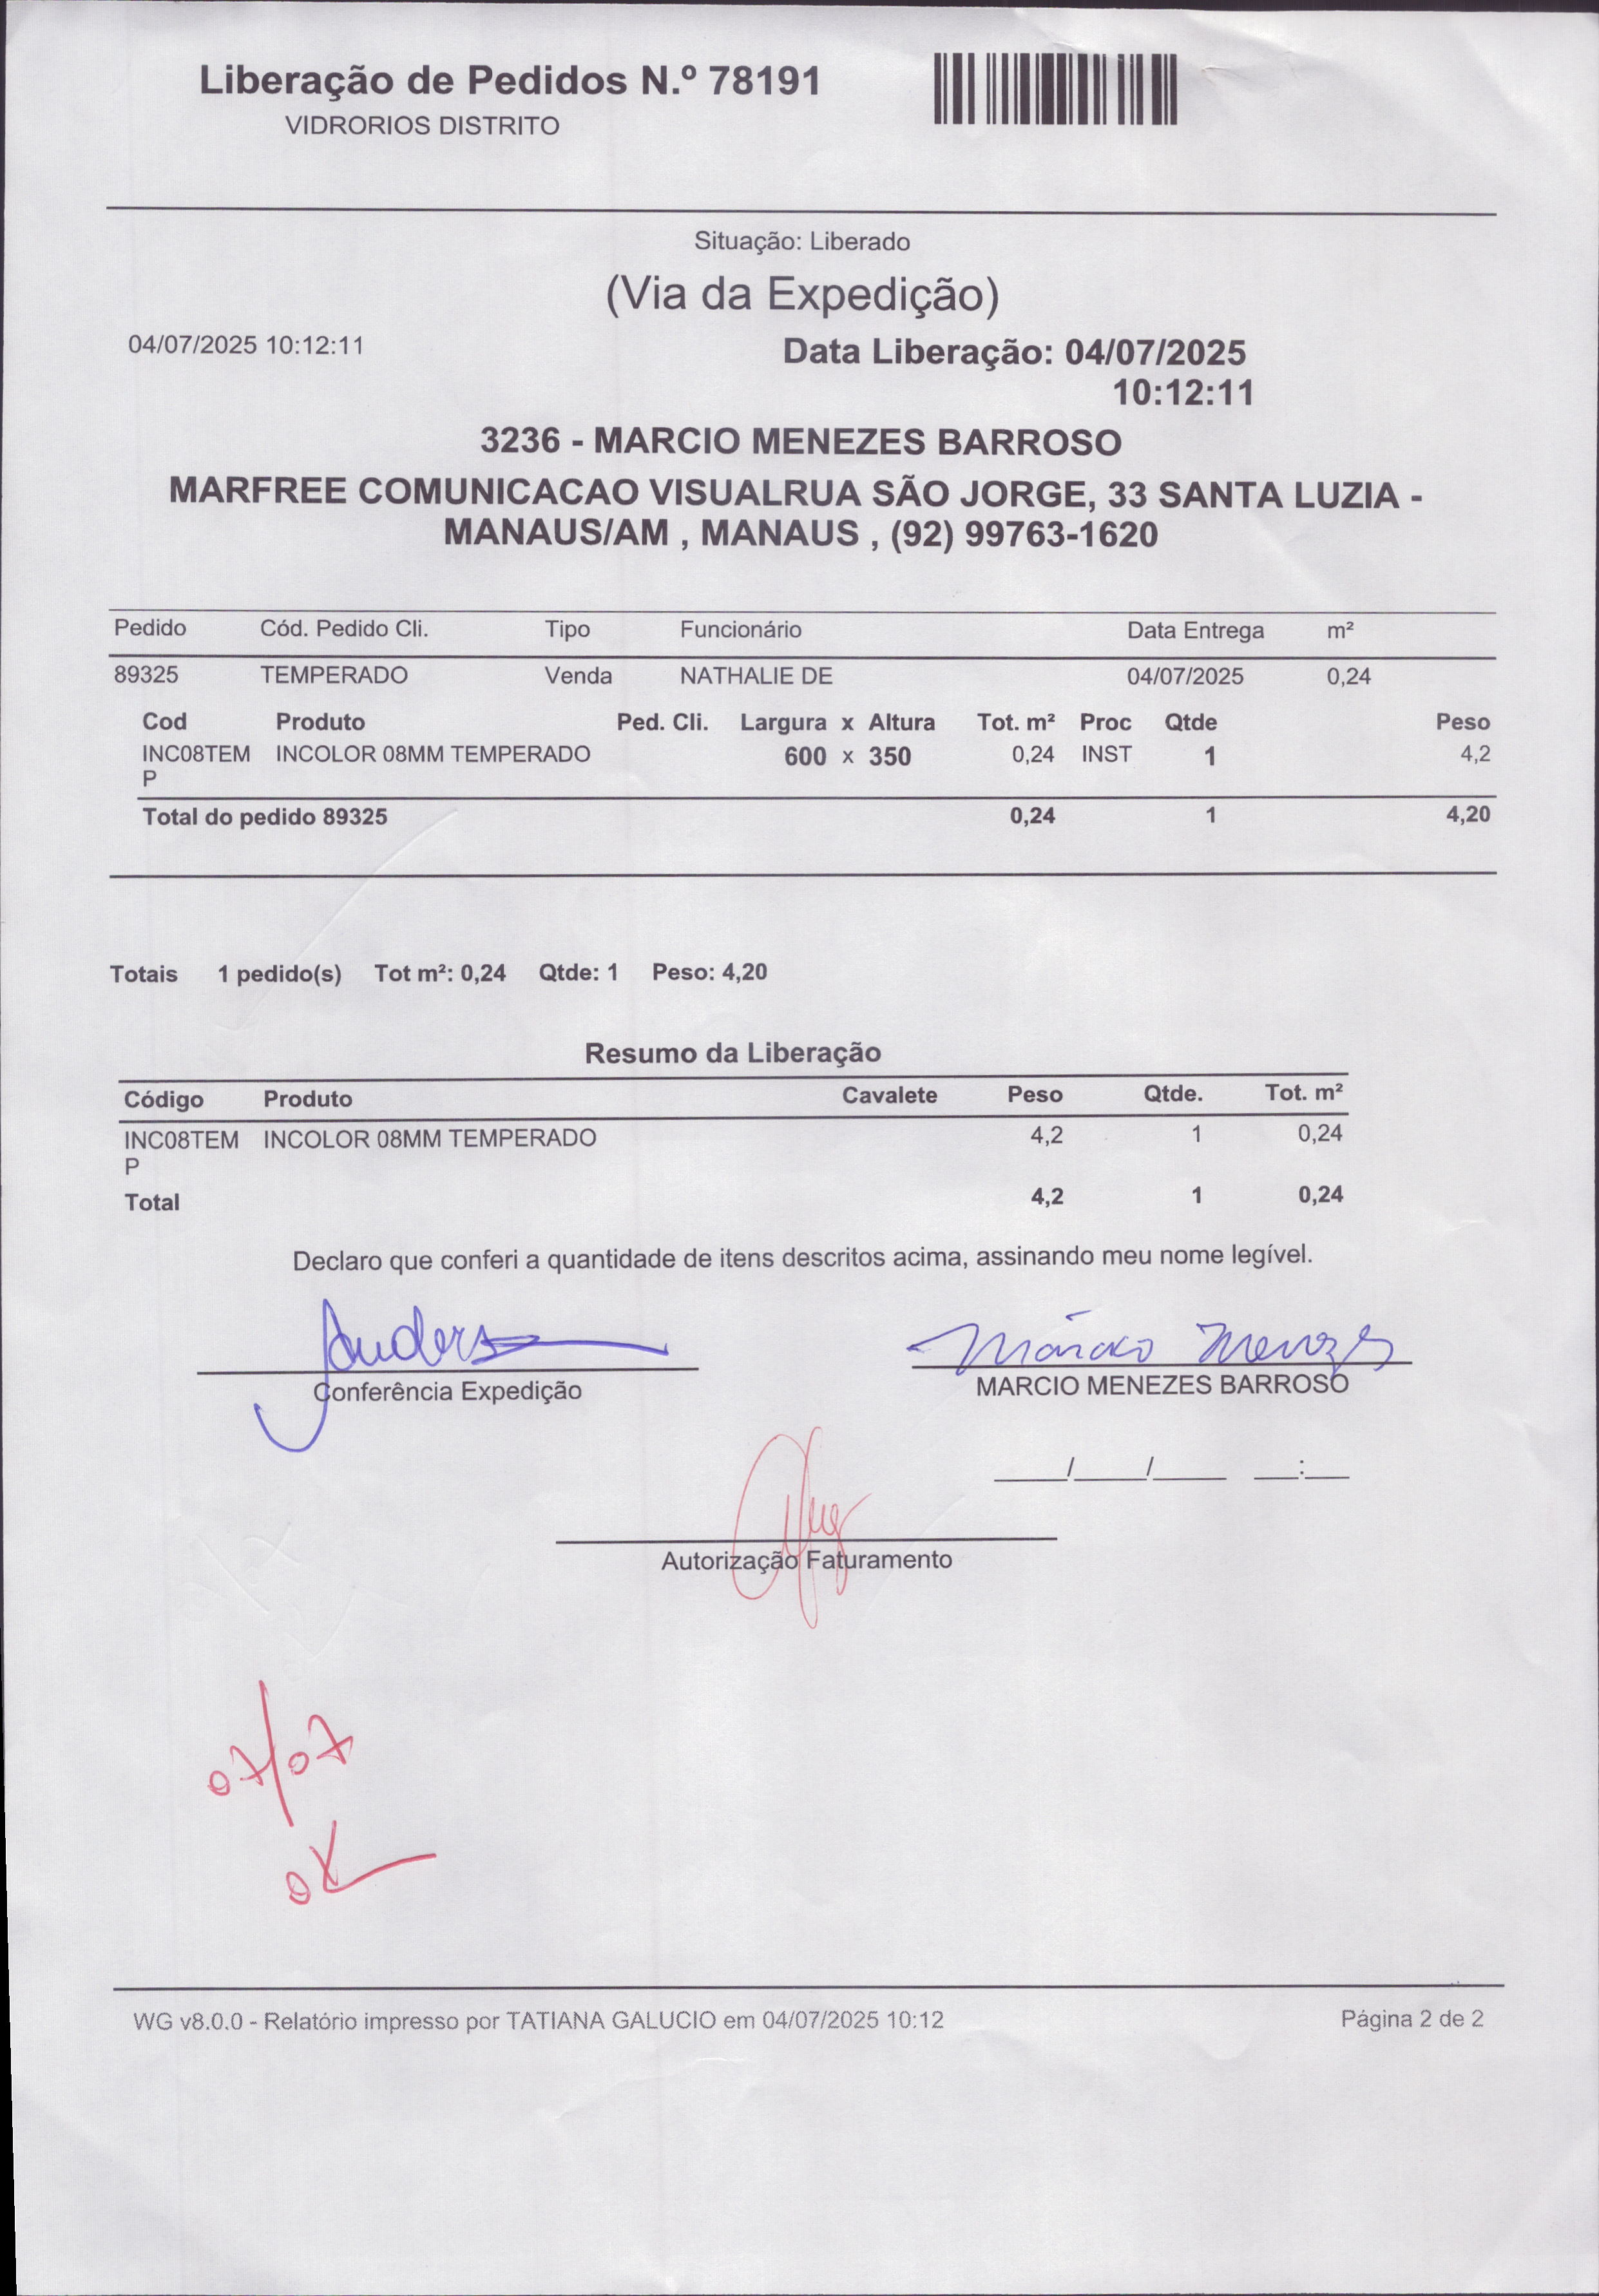 Liberação de Pedidos N.º 78191
VIDRORIOS DISTRITO
Situação: Liberado
(Via da Expedição)
04/07/2025 10:12:11
Data Liberação: 04/07/2025
10:12:11
3236 - MARCIO MENEZES BARROSO
MARFREE COMUNICACAO VISUALRUA SÃO JORGE, 33 SANTA LUZIA -
MANAUS/AM , MANAUS , (92) 99763-1620
Pedido Cód. Pedido Cli. Tipo Funcionário Data Entrega m²
89325 TEMPERADO Venda NATHALIE DE 04/07/2025 0,24
Cod Produto Ped. Cli. Largura x Altura Tot. m² Proc Qtde Peso
INC08TEM INCOLOR 08MM TEMPERADO 600 x 350 0,24 INST 1 4,2
P
Total do pedido 89325 0,24 1 4,20
Totais 1 pedido(s) Tot m²: 0,24 Qtde: 1 Peso: 4,20
Resumo da Liberação
Código Produto Cavalete Peso Qtde. Tot. m²
INC08TEM INCOLOR 08MM TEMPERADO 4,2 1 0,24
P
Total 4,2 1 0,24
Declaro que conferi a quantidade de itens descritos acima, assinando meu nome legível.
Conferência Expedição
MARCIO MENEZES BARROSO
____/____/____ __:__
Autorização Faturamento
07/07
OK
WG v8.0.0 - Relatório impresso por TATIANA GALUCIO em 04/07/2025 10:12
Página 2 de 2